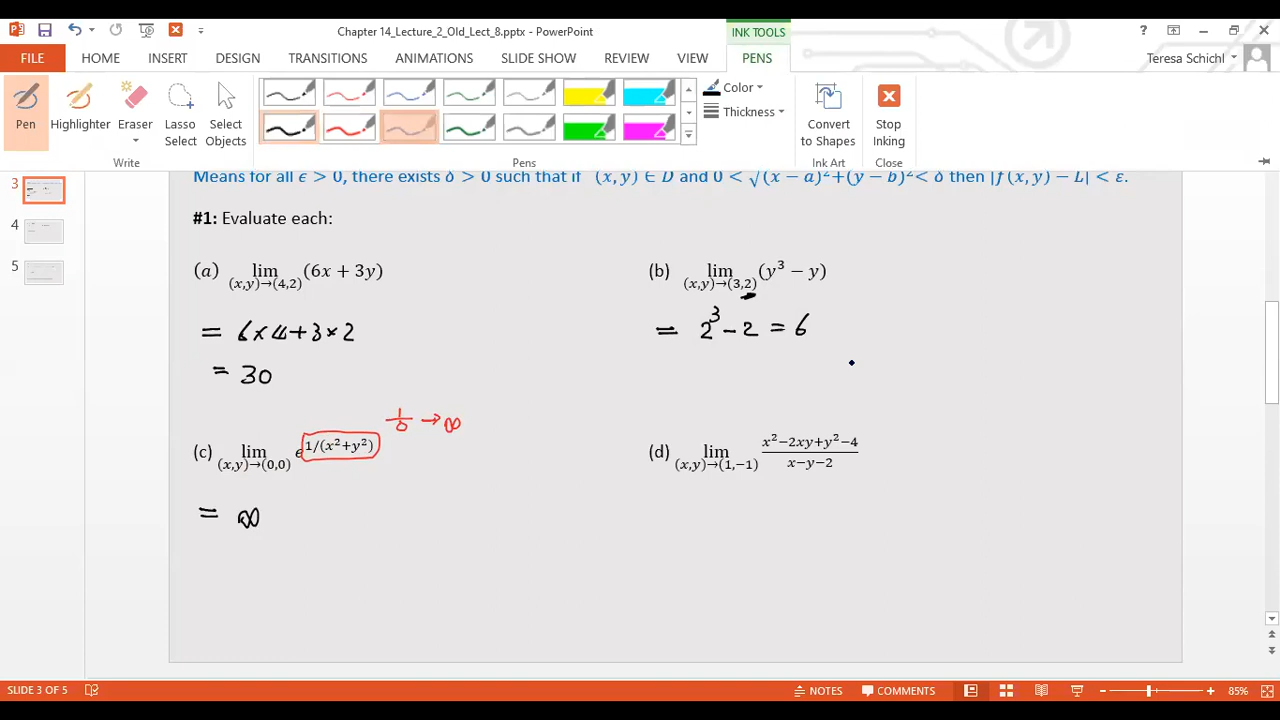 Chapter 14_Lecture_2_Old_Lect_8.pptx - PowerPoint
INK TOOLS
FILE HOME INSERT DESIGN TRANSITIONS ANIMATIONS SLIDE SHOW REVIEW VIEW PENS
Teresa Schichl
Pen
Highlighter
Eraser
Lasso Select
Select Objects
Color
Thickness
Convert to Shapes
Stop Inking
Write
Pens
Ink Art
Close
3
4
5
Means for all ϵ > 0, there exists δ > 0 such that if (x, y) ∈ D and 0 < √(x − a)²+(y − b)²< δ then |f(x, y) − L| < ε.
#1: Evaluate each:
(a) lim (x,y)→(4,2) (6x + 3y)
(b) lim (x,y)→(3,2) (y³ − y)
= 6×4+3×2
= 30
= 2³ − 2 = 6
1/0 → ∞
(c) lim (x,y)→(0,0) e^1/(x²+y²)
(d) lim (x,y)→(1,−1) x²−2xy+y²−4 / x−y−2
= ∞
SLIDE 3 OF 5
NOTES
COMMENTS
85%